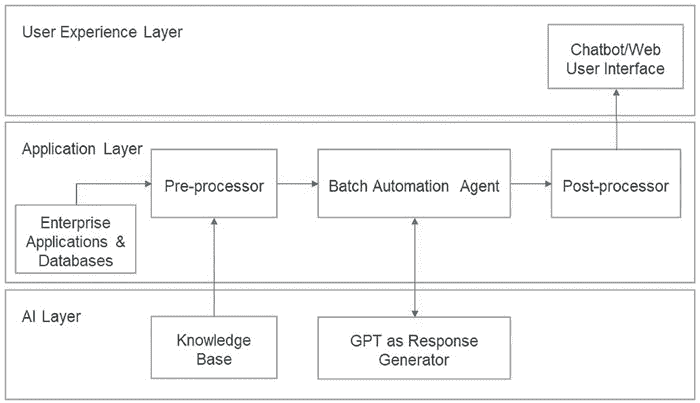 User Experience Layer
Chatbot/Web
User Interface
Application Layer
Pre-processor
Batch Automation Agent
Post-processor
Enterprise
Applications &
Databases
AI Layer
Knowledge
Base
GPT as Response
Generator